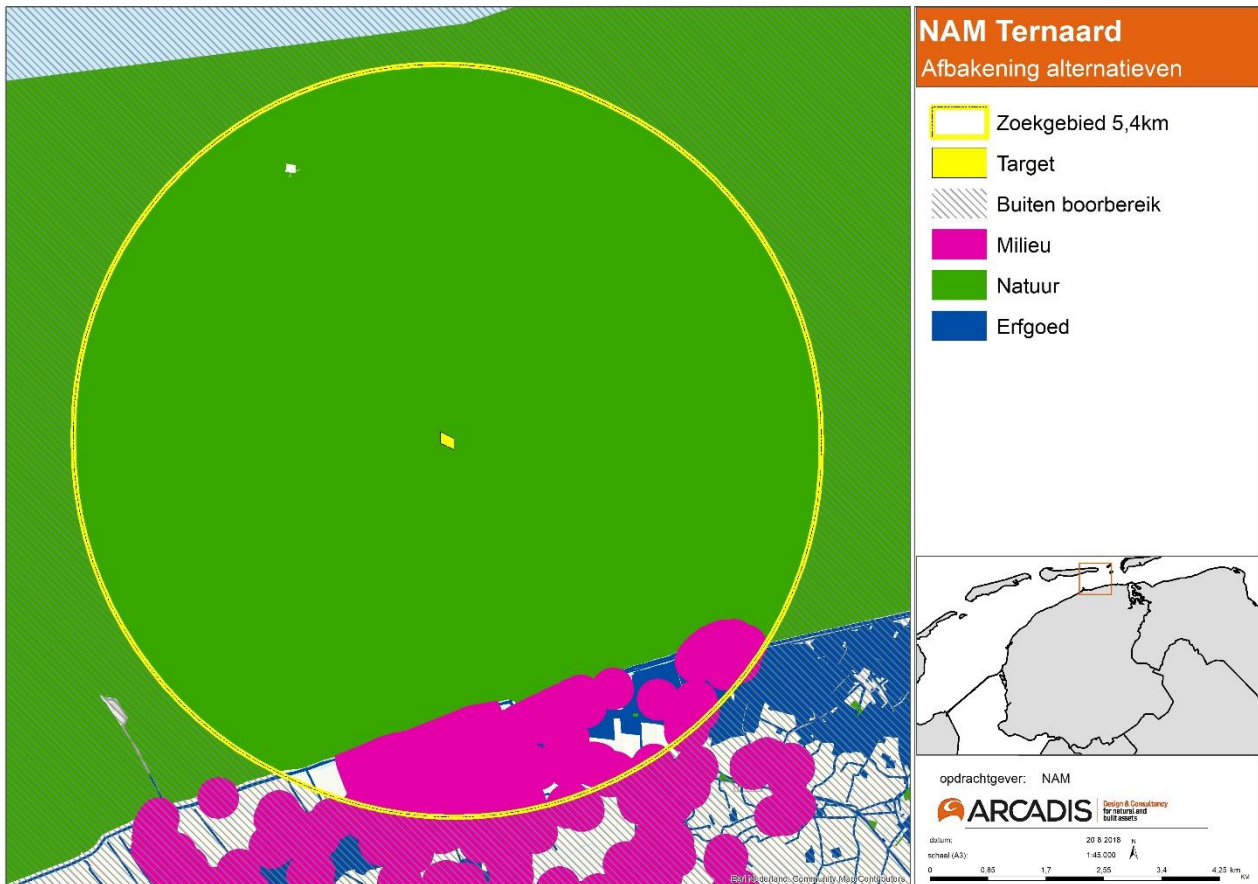 NAM Ternaard
Afbakening alternatieven
Zoekgebied 5,4km
Target
Buiten boorbereik
Milieu
Natuur
Erfgoed
opdrachtgever: NAM
ARCADIS
Design & Consultancy
for natural and
built assets
datum: 20 8 2018 N
schaal (A3): 1:45.000
0 0,85 1,7 2,55 3,4 4,25 km
Esri Nederland, Community Map Contributors